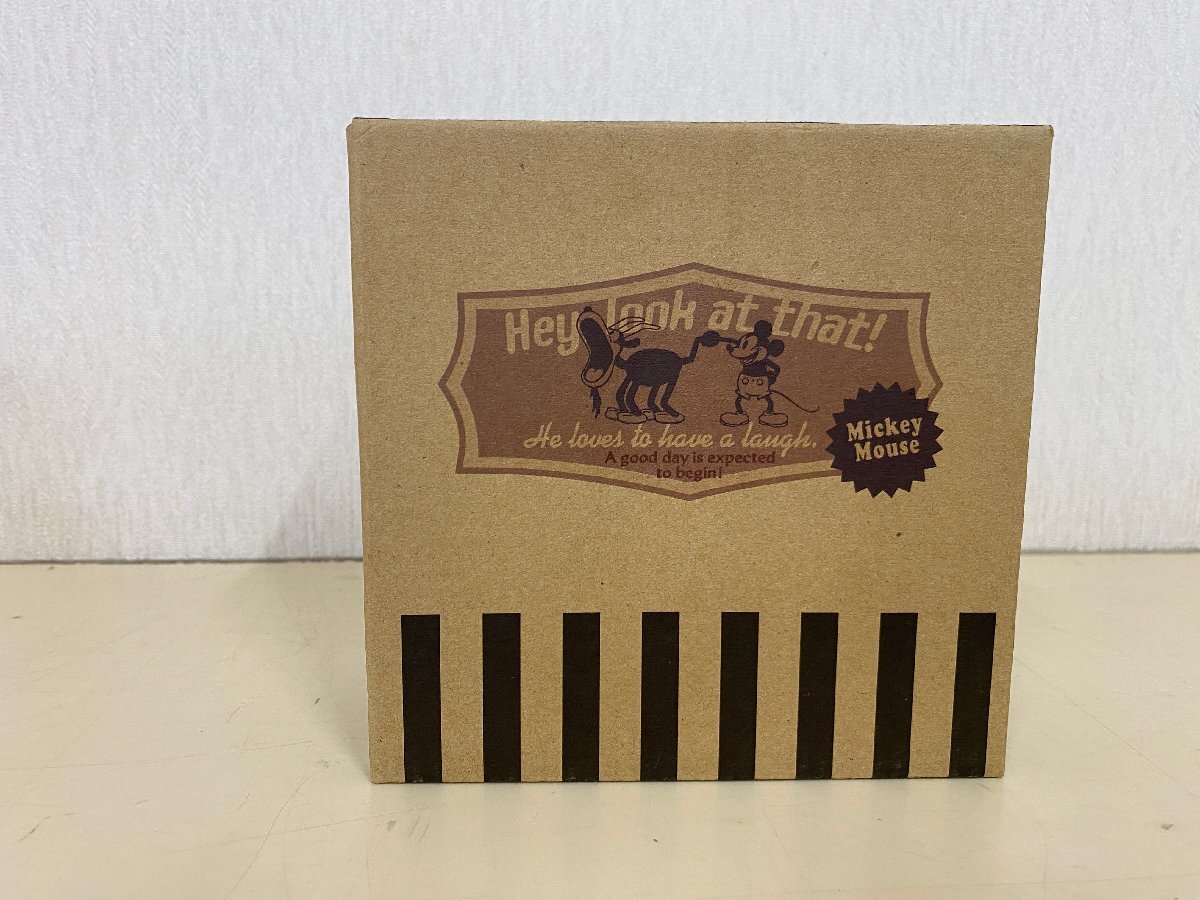 Hey look at that!
He loves to have a laugh.
A good day is expected
to begin!
Mickey
Mouse